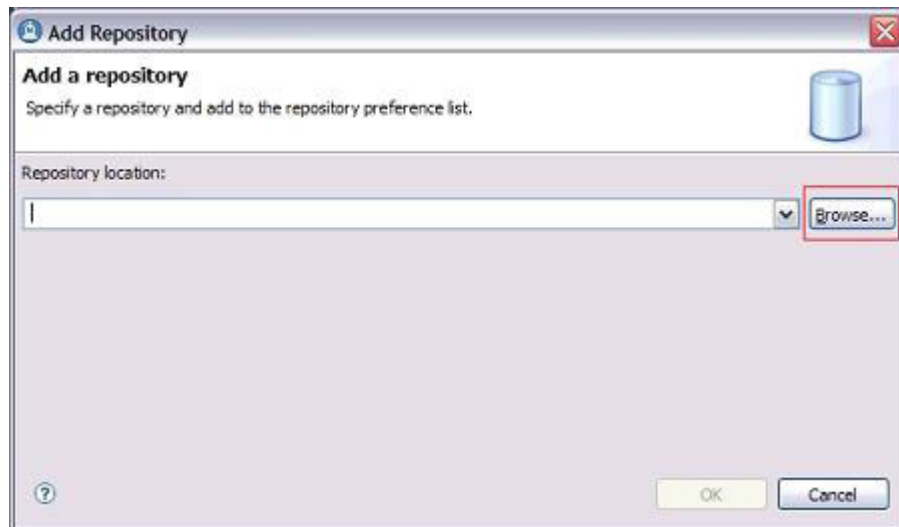 Add Repository
Add a repository
Specify a repository and add to the repository preference list.
Repository location:
Browse...
?
OK
Cancel